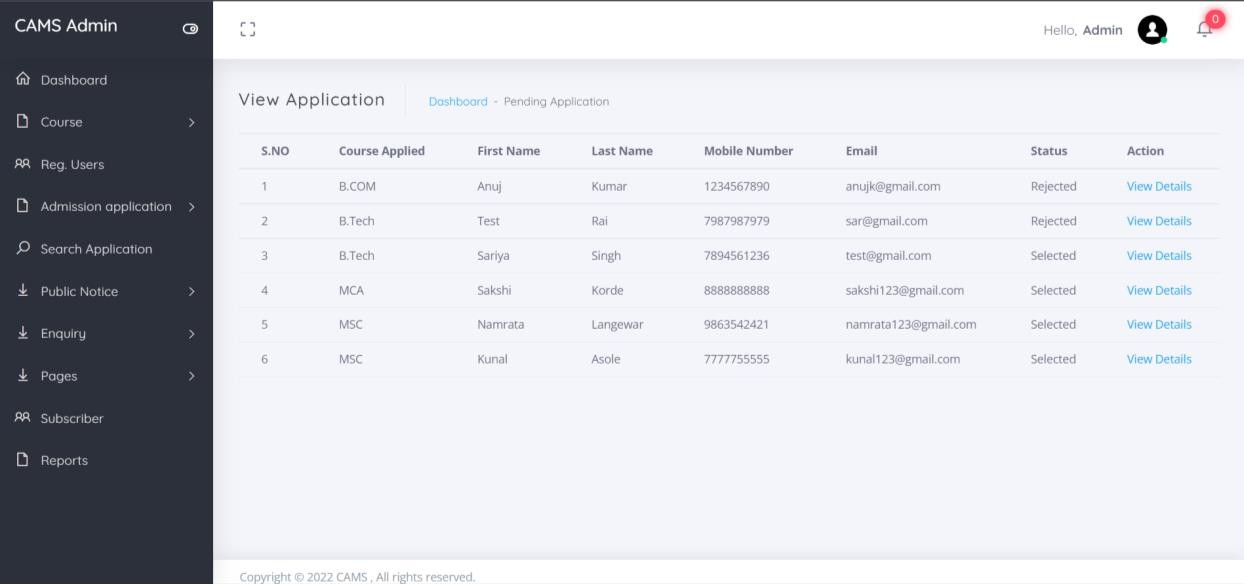 CAMS Admin
Hello, Admin
0
Dashboard
Course
Reg. Users
Admission application
Search Application
Public Notice
Enquiry
Pages
Subscriber
Reports
View Application
Dashboard - Pending Application
S.NO Course Applied First Name Last Name Mobile Number Email Status Action
1 B.COM Anuj Kumar 1234567890 anujk@gmail.com Rejected View Details
2 B.Tech Test Rai 7987987979 sar@gmail.com Rejected View Details
3 B.Tech Sariya Singh 7894561236 test@gmail.com Selected View Details
4 MCA Sakshi Korde 8888888888 sakshi123@gmail.com Selected View Details
5 MSC Namrata Langewar 9863542421 namrata123@gmail.com Selected View Details
6 MSC Kunal Asole 7777755555 kunal123@gmail.com Selected View Details
Copyright © 2022 CAMS , All rights reserved.